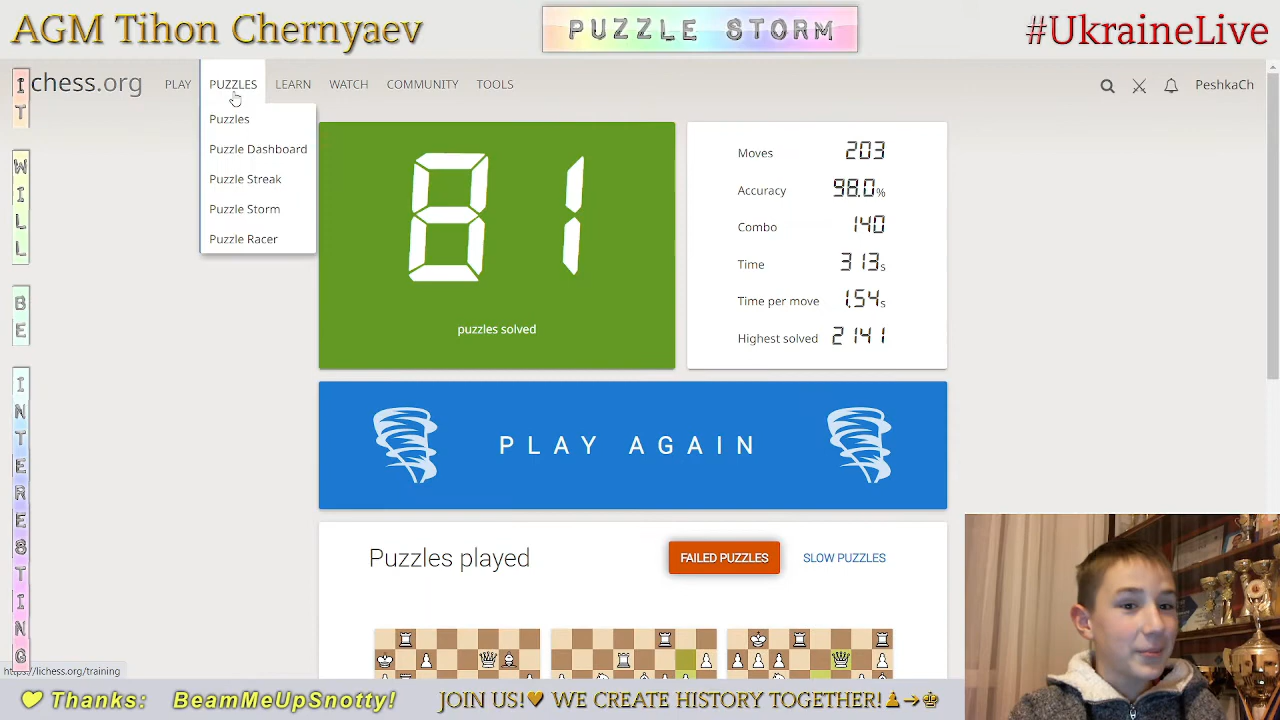 AGM Tihon Chernyaev
PUZZLE STORM
#UkraineLive
IT WILL BE INTERESTING
lichess.org
PLAY
PUZZLES
LEARN
WATCH
COMMUNITY
TOOLS
PeshkaCh
Puzzles
Puzzle Dashboard
Puzzle Streak
Puzzle Storm
Puzzle Racer
81
puzzles solved
Moves 203
Accuracy 98.0%
Combo 140
Time 313s
Time per move 1.54s
Highest solved 2141
PLAY AGAIN
Puzzles played
FAILED PUZZLES
SLOW PUZZLES
https://lichess.org/training
Thanks: BeamMeUpSnotty!
JOIN US! WE CREATE HISTORY TOGETHER!